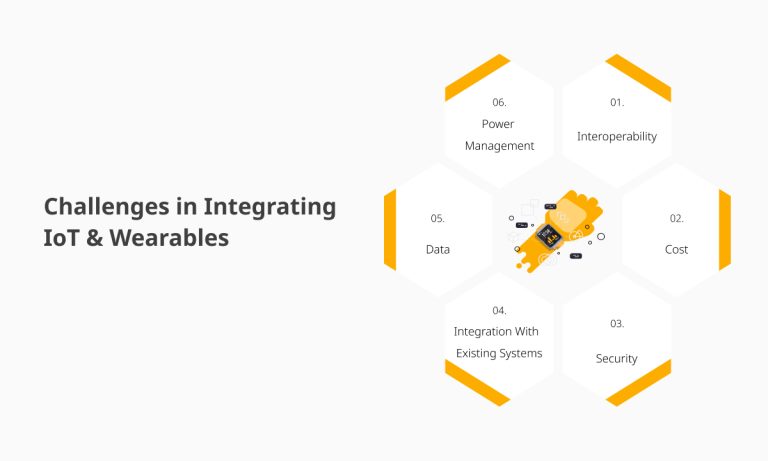 Challenges in Integrating
IoT & Wearables
01.
Interoperability
02.
Cost
03.
Security
04.
Integration With
Existing Systems
05.
Data
06.
Power
Management